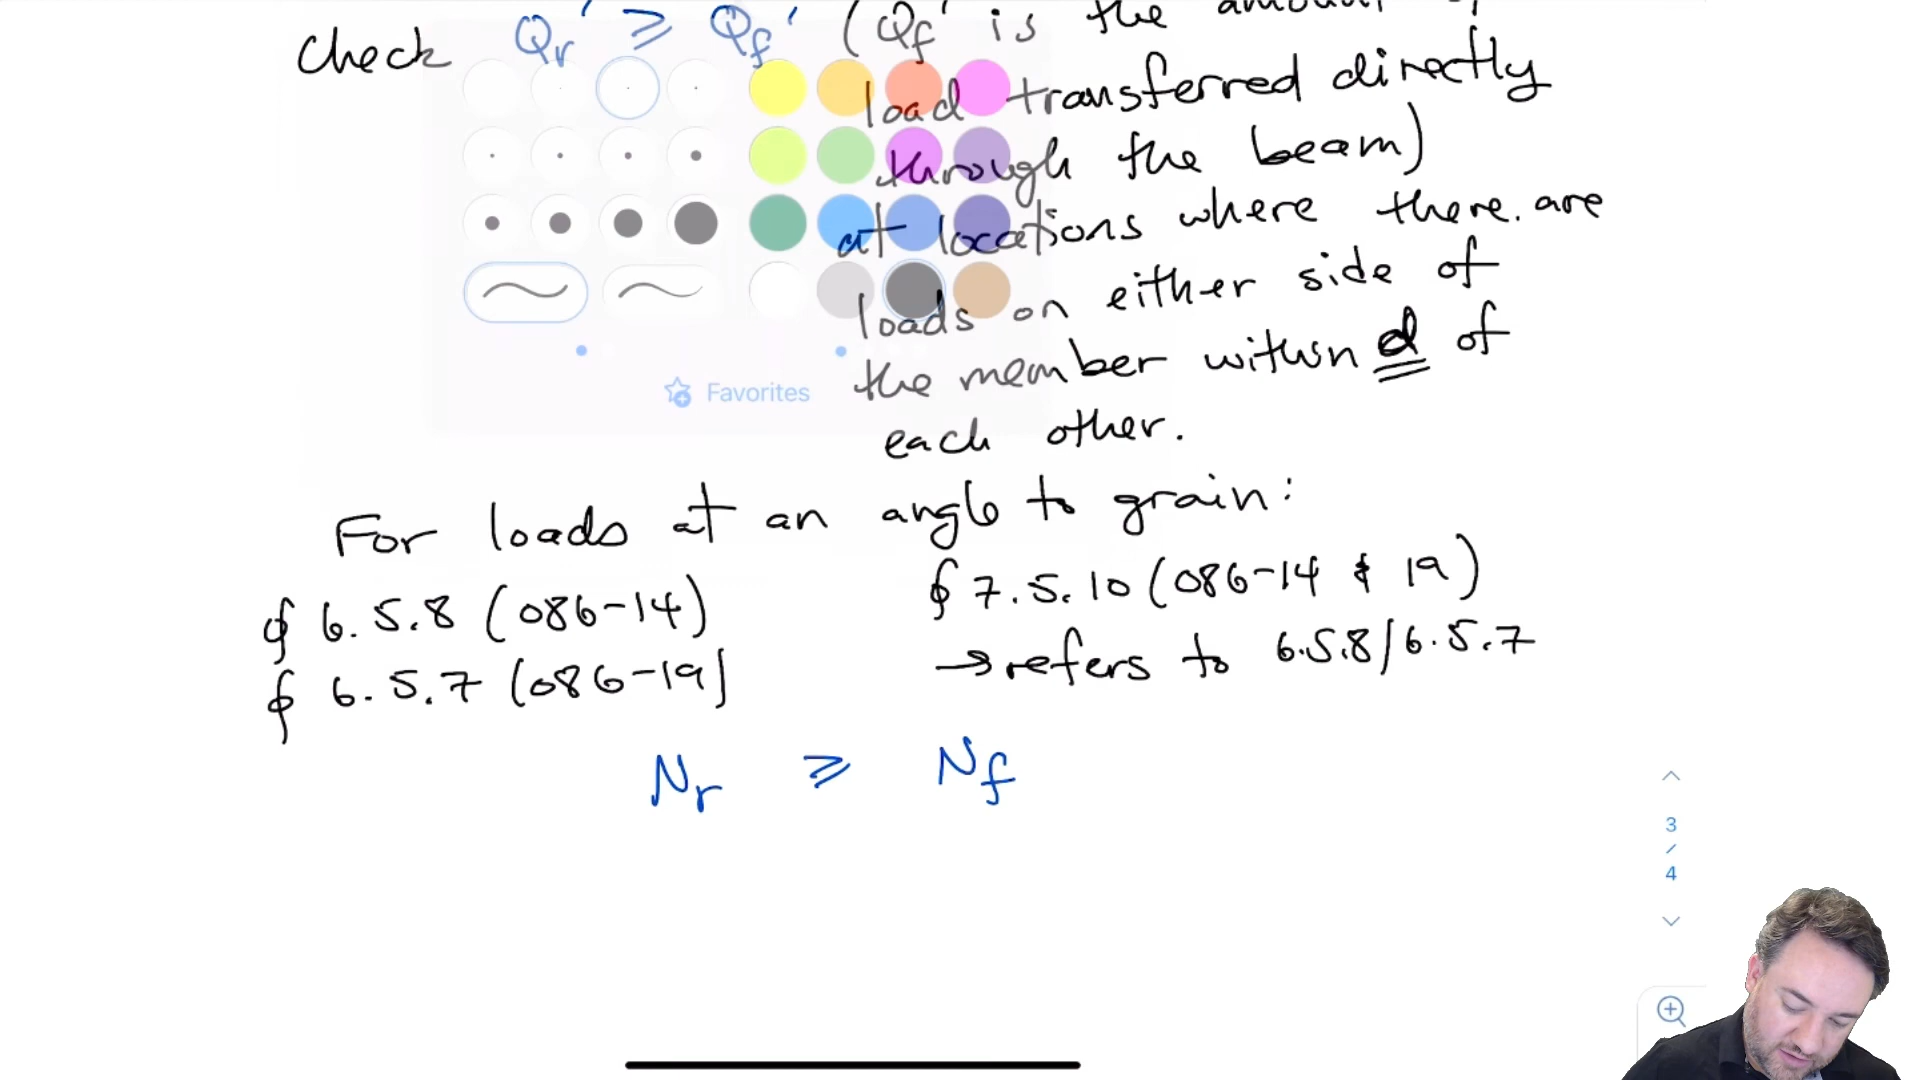 check Qr' ≥ Qf' (Qf' is the amount of
load transferred directly
through the beam)
at locations where there are
loads on either side of
the member within d of
each other.
Favorites
For loads at an angle to grain:
§ 6.5.8 (086-14)
§ 6.5.7 (086-19)
§ 7.5.10 (086-14 & 19)
→ refers to 6.5.8/6.5.7
Nr ≥ Nf
3
/
4